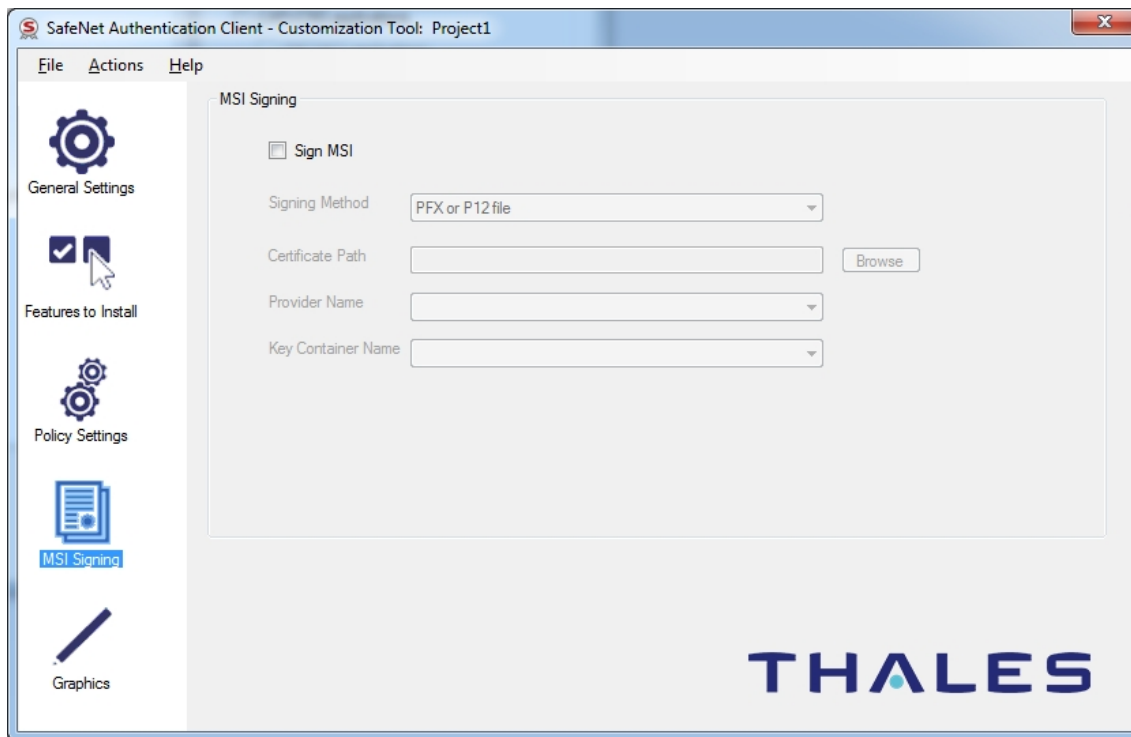 SafeNet Authentication Client - Customization Tool: Project1
File Actions Help
General Settings
Features to Install
Policy Settings
MSI Signing
Graphics
MSI Signing
Sign MSI
Signing Method PFX or P12 file
Certificate Path Browse
Provider Name
Key Container Name
THALES